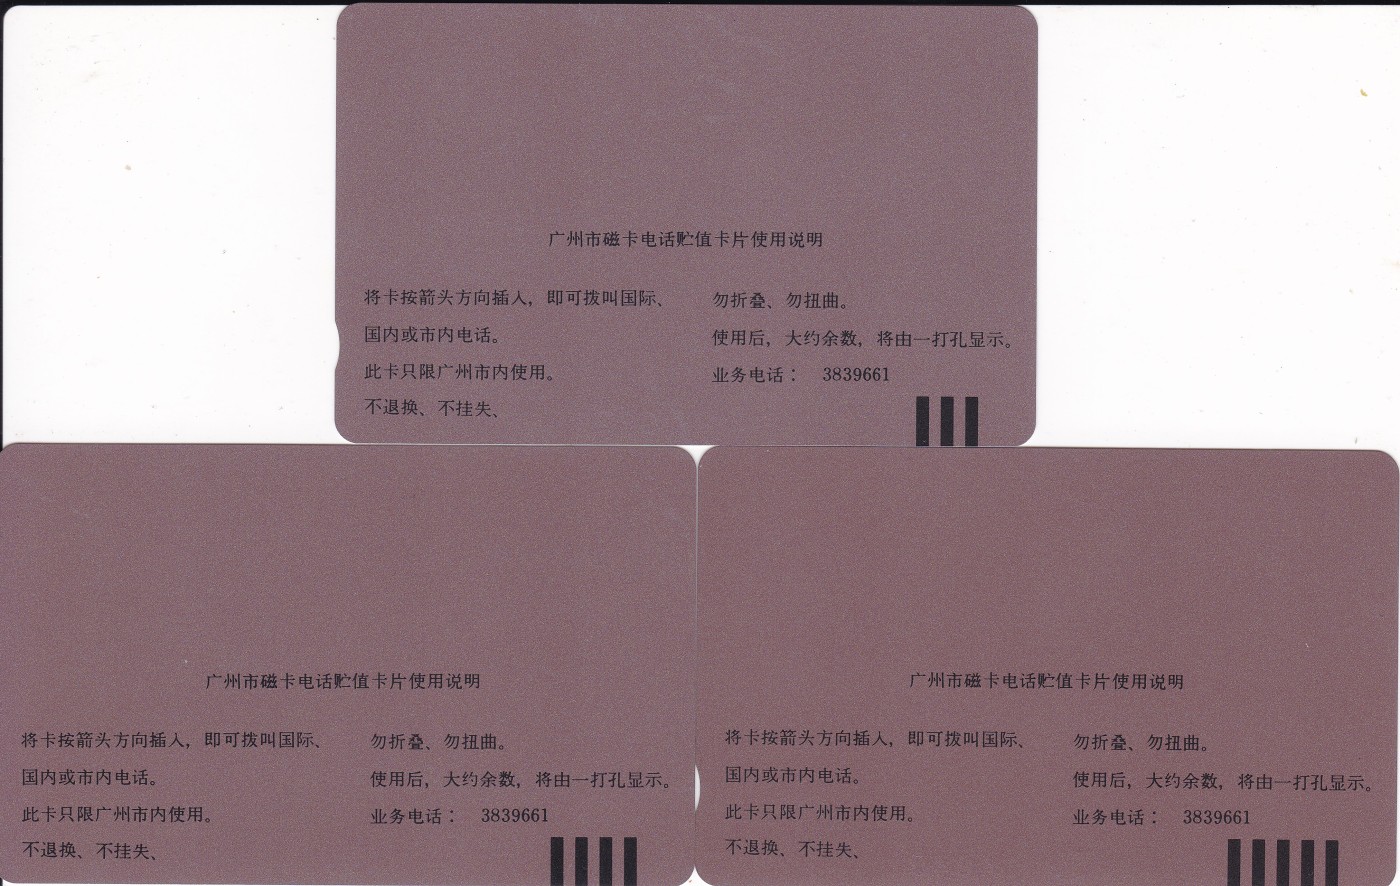 广州市磁卡电话贮值卡片使用说明
将卡按箭头方向插入，即可拨叫国际、
国内或市内电话。
此卡只限广州市内使用。
不退换、不挂失、
勿折叠、勿扭曲。
使用后，大约余数，将由一打孔显示。
业务电话： 3839661
广州市磁卡电话贮值卡片使用说明
将卡按箭头方向插入，即可拨叫国际、
国内或市内电话。
此卡只限广州市内使用。
不退换、不挂失、
勿折叠、勿扭曲。
使用后，大约余数，将由一打孔显示。
业务电话： 3839661
广州市磁卡电话贮值卡片使用说明
将卡按箭头方向插入，即可拨叫国际、
国内或市内电话。
此卡只限广州市内使用。
不退换、不挂失、
勿折叠、勿扭曲。
使用后，大约余数，将由一打孔显示。
业务电话： 3839661